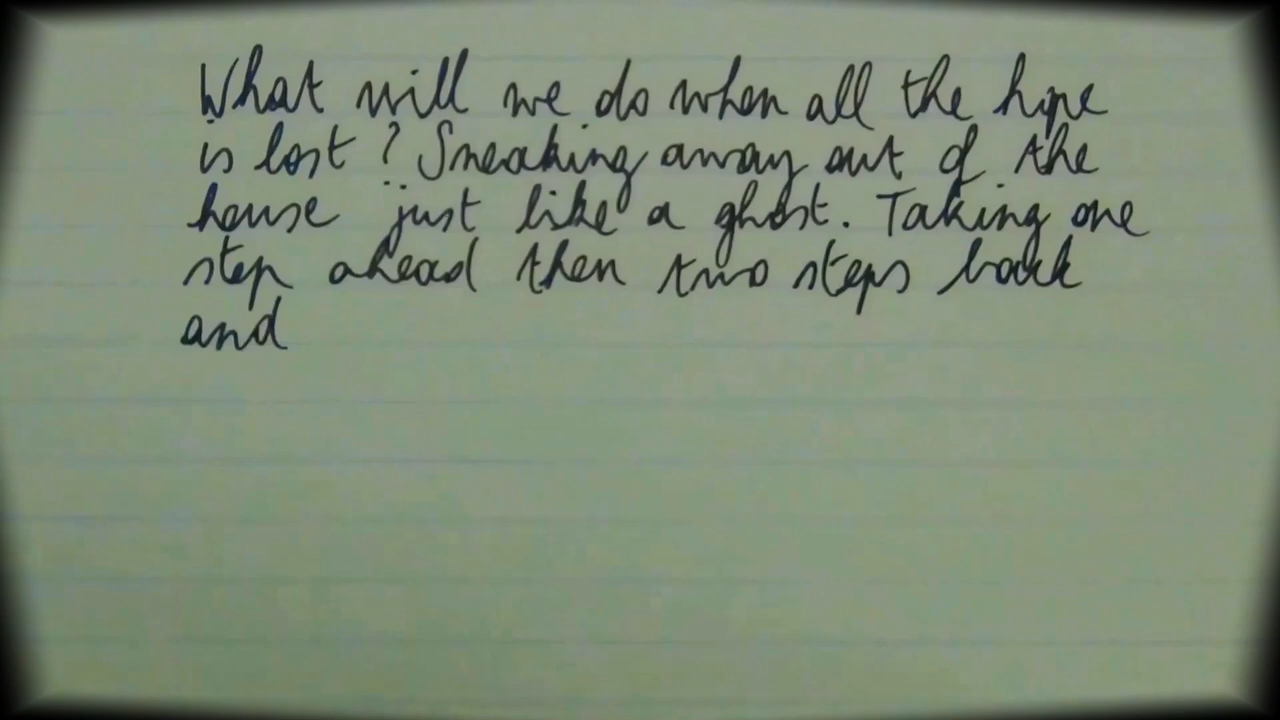 What will we do when all the hope
is lost? Sneaking away out of the
house just like a ghost. Taking one
step ahead then two steps back
and